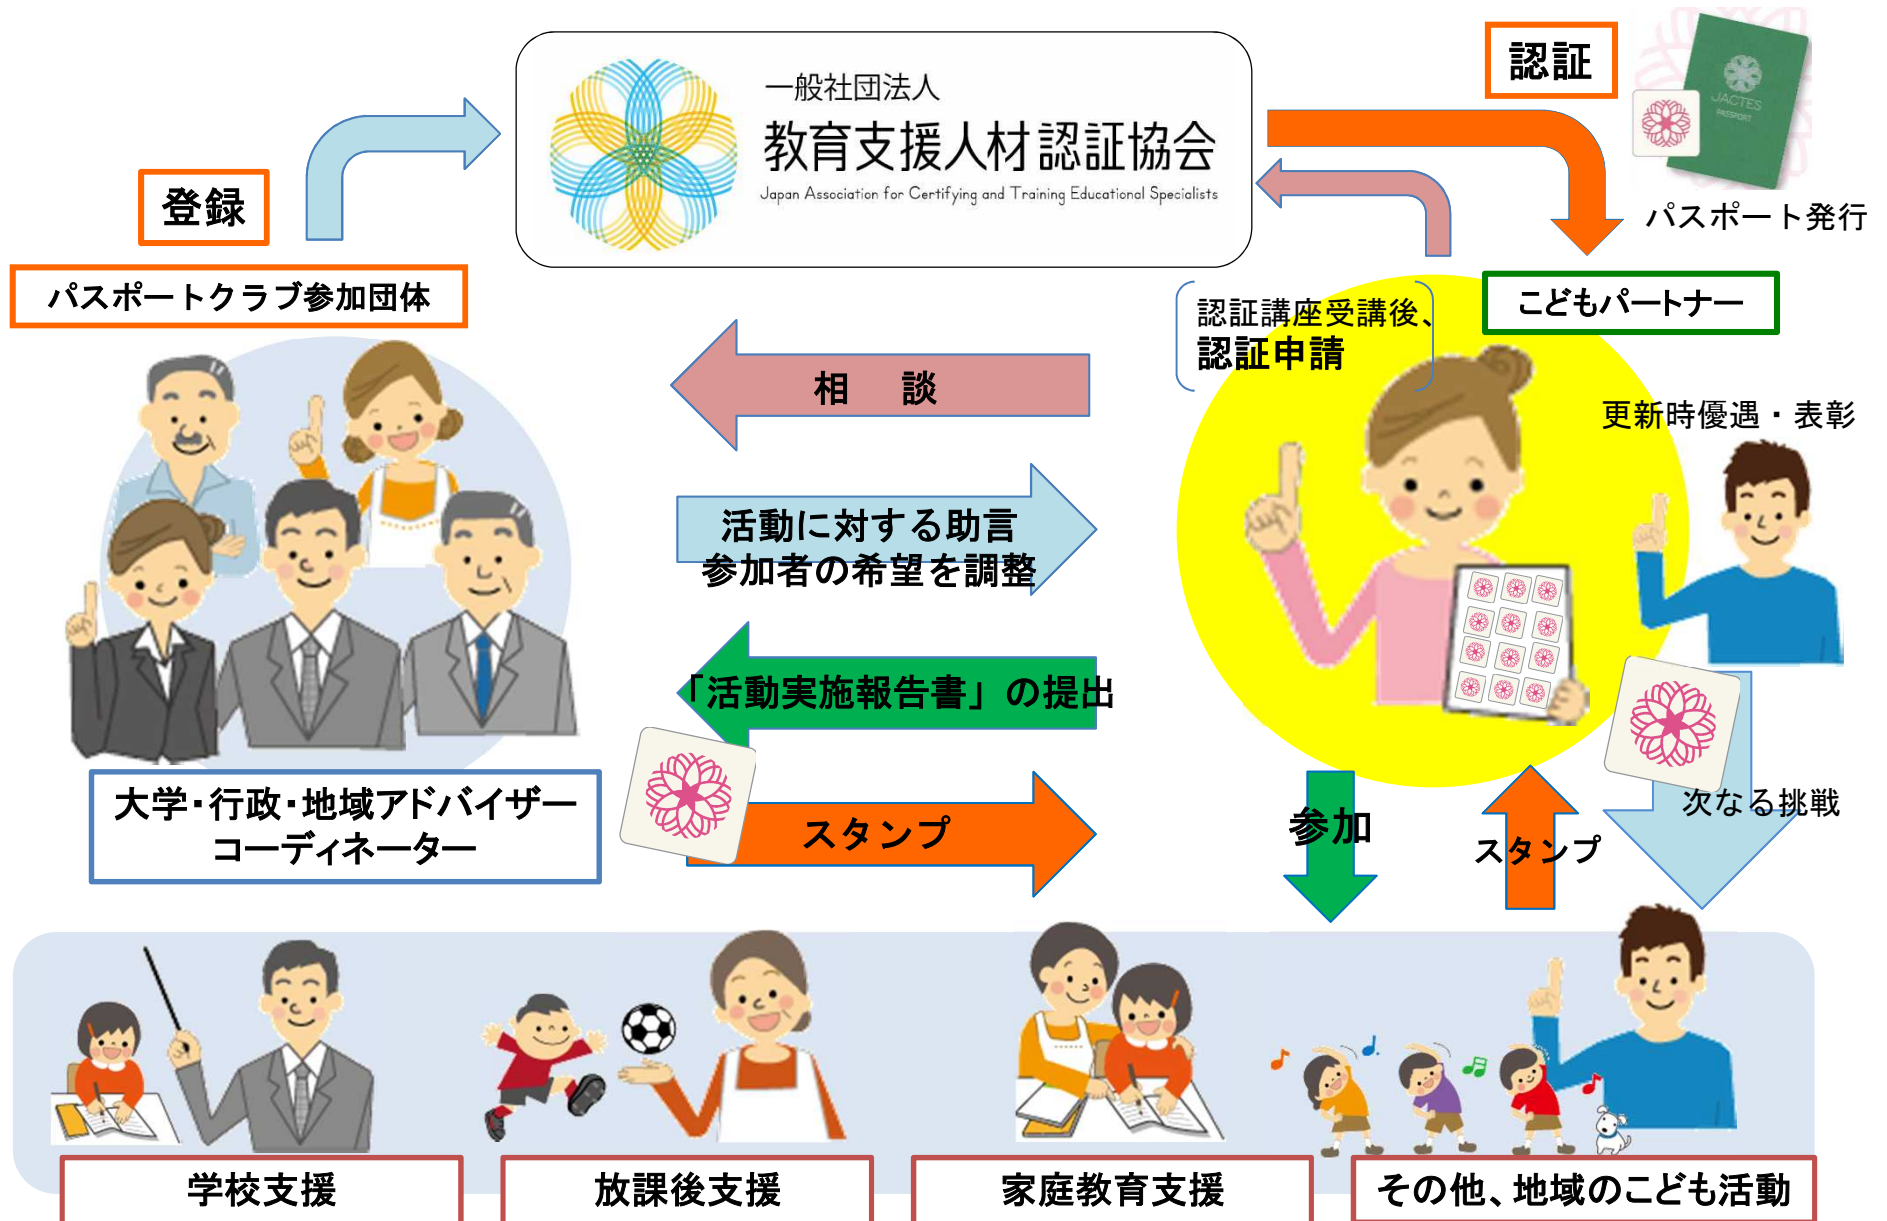 一般社団法人
教育支援人材認証協会
Japan Association for Certifying and Training Educational Specialists
認証
JACTES
PASSPORT
パスポート発行
登録
パスポートクラブ参加団体
認証講座受講後、
認証申請
こどもパートナー
相　談
更新時優遇・表彰
活動に対する助言
参加者の希望を調整
「活動実施報告書」の提出
大学・行政・地域アドバイザー
コーディネーター
スタンプ
参加
スタンプ
次なる挑戦
学校支援
放課後支援
家庭教育支援
その他、地域のこども活動